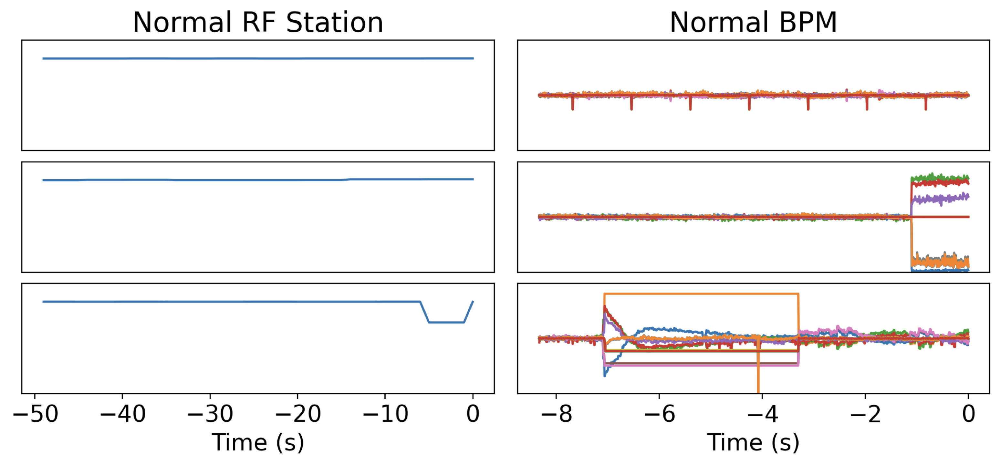 Normal RF Station
Normal BPM
−50 −40 −30 −20 −10 0
−8 −6 −4 −2 0
Time (s)
Time (s)